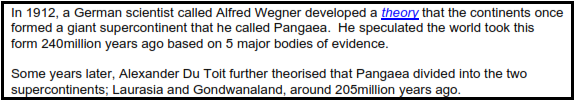 In 1912, a German scientist called Alfred Wegner developed a theory that the continents once
formed a giant supercontinent that he called Pangaea.  He speculated the world took this
form 240million years ago based on 5 major bodies of evidence.
Some years later, Alexander Du Toit further theorised that Pangaea divided into the two
supercontinents; Laurasia and Gondwanaland, around 205million years ago.